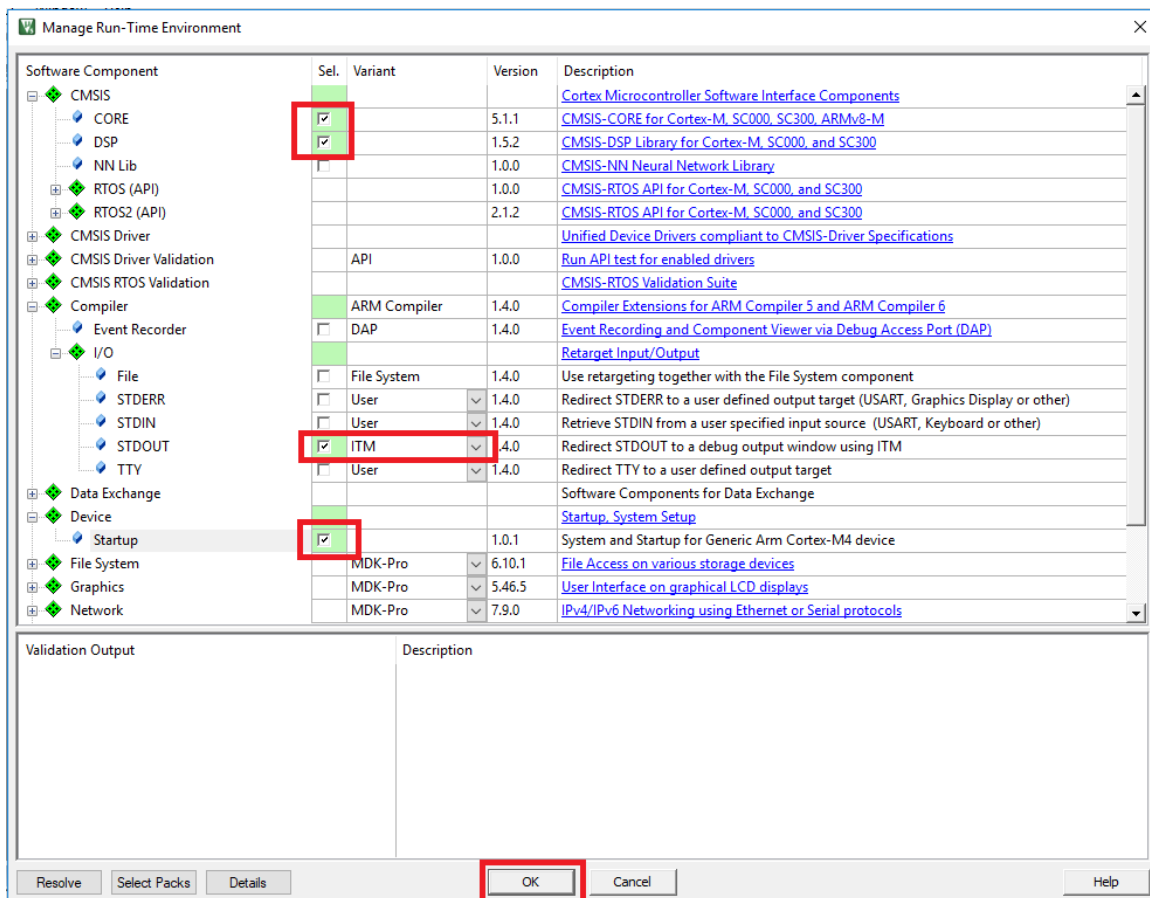 Manage Run-Time Environment
Software Component Sel. Variant Version Description
CMSIS Cortex Microcontroller Software Interface Components
CORE 5.1.1 CMSIS-CORE for Cortex-M, SC000, SC300, ARMv8-M
DSP 1.5.2 CMSIS-DSP Library for Cortex-M, SC000, and SC300
NN Lib 1.0.0 CMSIS-NN Neural Network Library
RTOS (API) 1.0.0 CMSIS-RTOS API for Cortex-M, SC000, and SC300
RTOS2 (API) 2.1.2 CMSIS-RTOS API for Cortex-M, SC000, and SC300
CMSIS Driver Unified Device Drivers compliant to CMSIS-Driver Specifications
CMSIS Driver Validation API 1.0.0 Run API test for enabled drivers
CMSIS RTOS Validation CMSIS-RTOS Validation Suite
Compiler ARM Compiler 1.4.0 Compiler Extensions for ARM Compiler 5 and ARM Compiler 6
Event Recorder DAP 1.4.0 Event Recording and Component Viewer via Debug Access Port (DAP)
I/O Retarget Input/Output
File File System 1.4.0 Use retargeting together with the File System component
STDERR User 1.4.0 Redirect STDERR to a user defined output target (USART, Graphics Display or other)
STDIN User 1.4.0 Retrieve STDIN from a user specified input source (USART, Keyboard or other)
STDOUT ITM .4.0 Redirect STDOUT to a debug output window using ITM
TTY User 1.4.0 Redirect TTY to a user defined output target
Data Exchange Software Components for Data Exchange
Device Startup, System Setup
Startup 1.0.1 System and Startup for Generic Arm Cortex-M4 device
File System MDK-Pro 6.10.1 File Access on various storage devices
Graphics MDK-Pro 5.46.5 User Interface on graphical LCD displays
Network MDK-Pro 7.9.0 IPv4/IPv6 Networking using Ethernet or Serial protocols
Validation Output Description
Resolve Select Packs Details OK Cancel Help